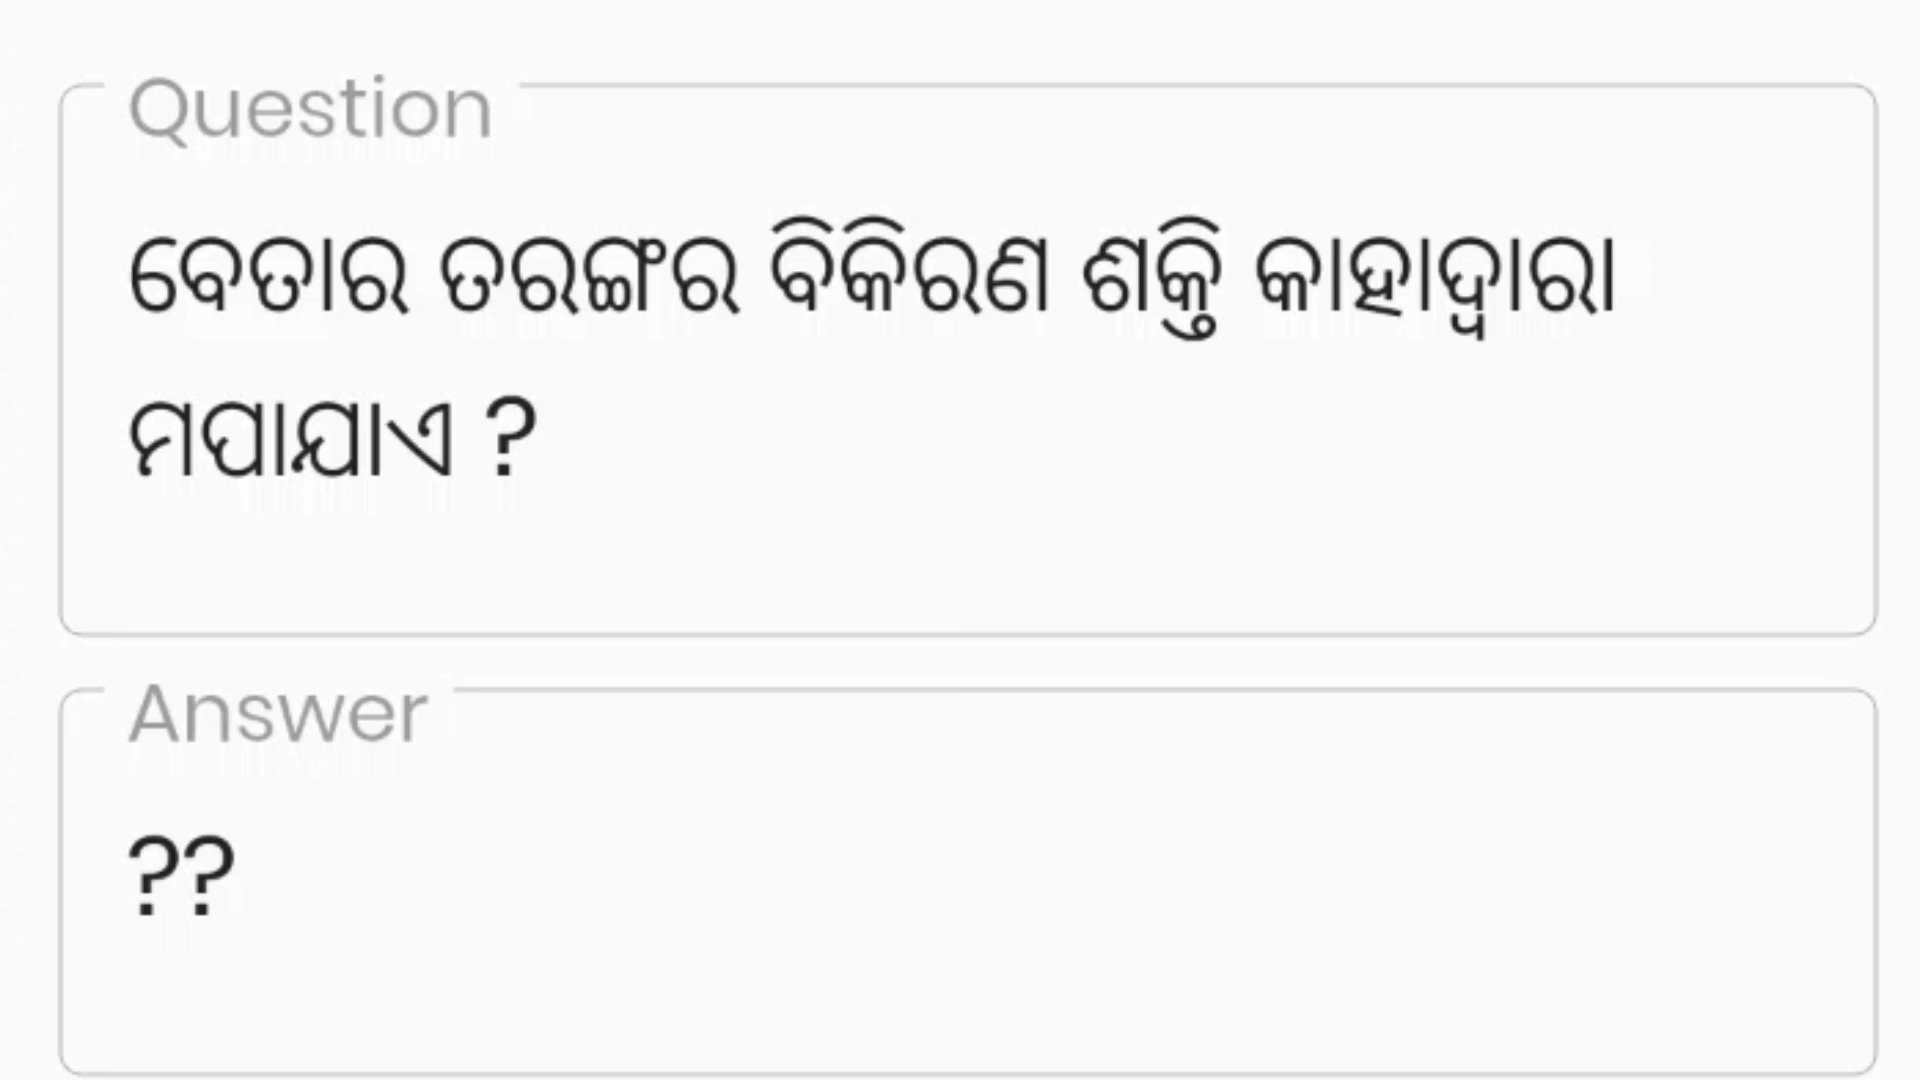 Question
ବେତାର ତରଙ୍ଗର ବିକିରଣ ଶକ୍ତି କାହାଦ୍ୱାରା
ମପାଯାଏ ?
Answer
??